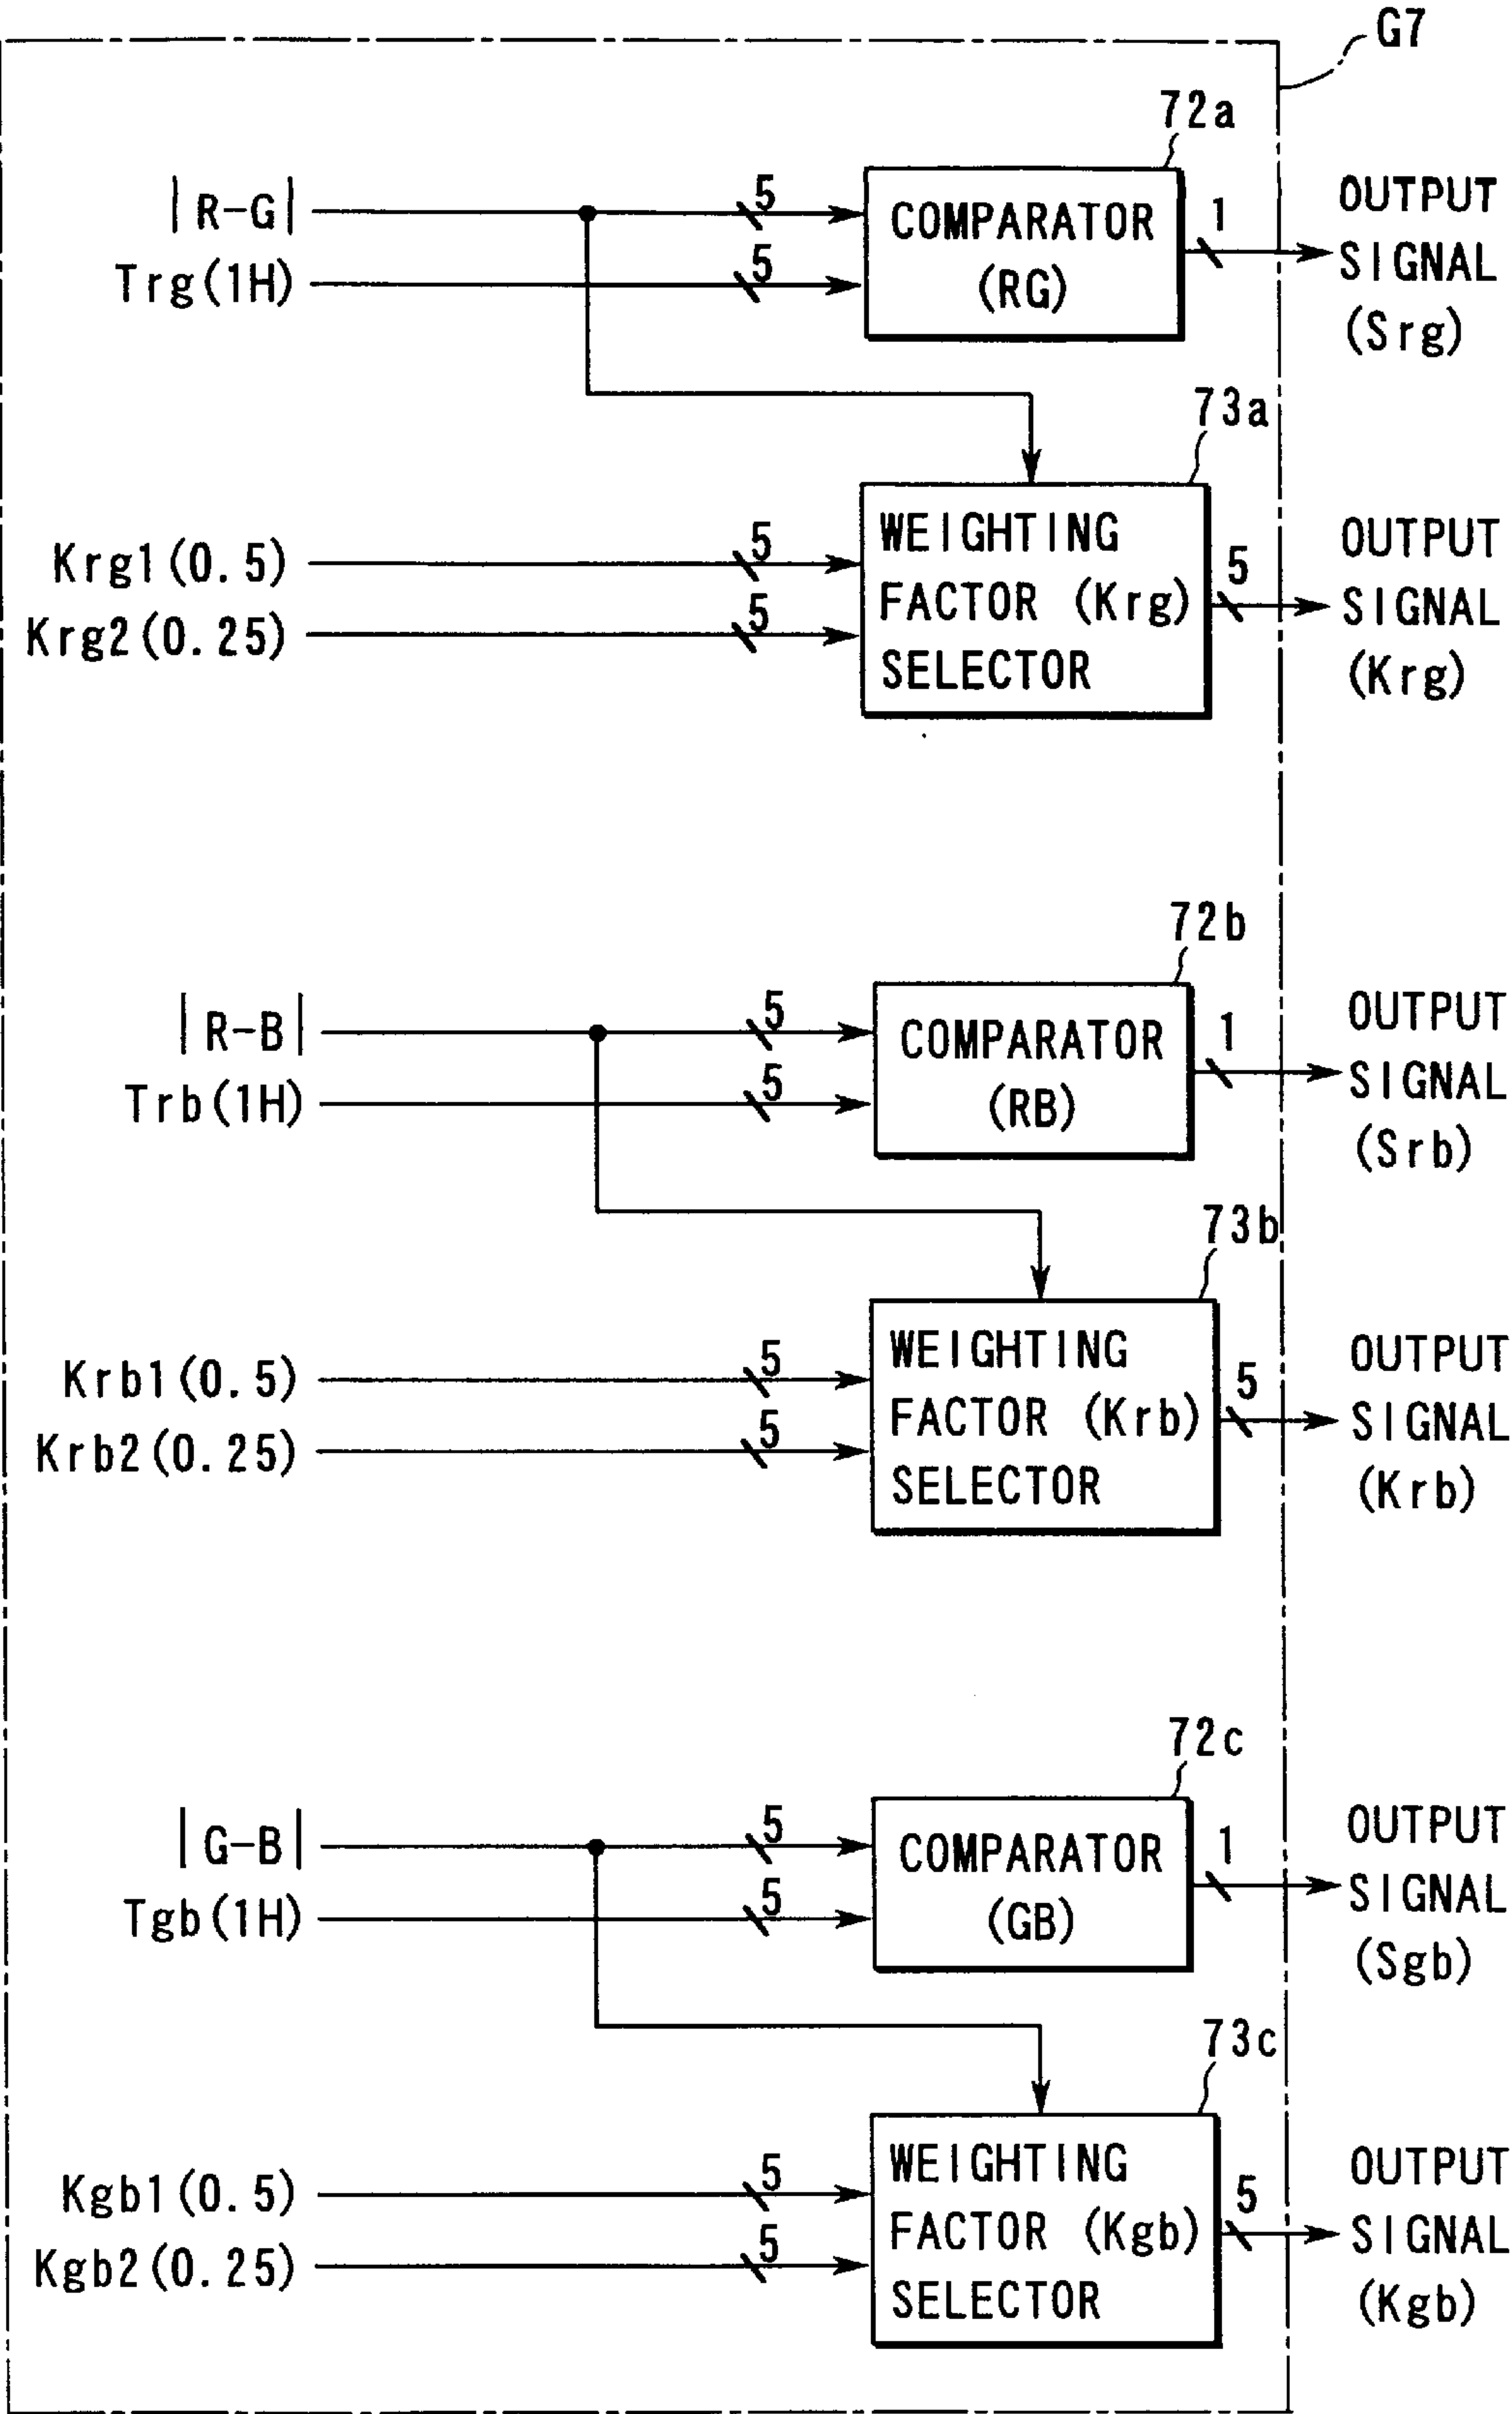 G7
72a
|R-G|
5
COMPARATOR
(RG)
Trg(1H)
5
1
OUTPUT
SIGNAL
(Srg)
73a
Krg1(0.5)
5
Krg2(0.25)
5
WEIGHTING
FACTOR (Krg)
SELECTOR
5
OUTPUT
SIGNAL
(Krg)
72b
|R-B|
5
Trb(1H)
5
COMPARATOR
(RB)
1
OUTPUT
SIGNAL
(Srb)
73b
Krb1(0.5)
5
Krb2(0.25)
5
WEIGHTING
FACTOR (Krb)
SELECTOR
5
OUTPUT
SIGNAL
(Krb)
72c
|G-B|
5
Tgb(1H)
5
COMPARATOR
(GB)
1
OUTPUT
SIGNAL
(Sgb)
73c
Kgb1(0.5)
5
Kgb2(0.25)
5
WEIGHTING
FACTOR (Kgb)
SELECTOR
5
OUTPUT
SIGNAL
(Kgb)